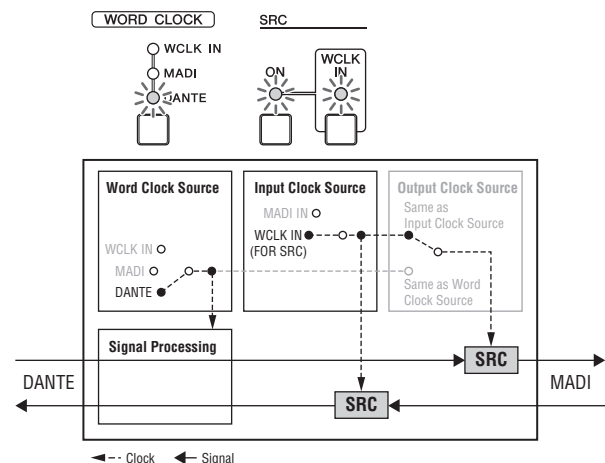 WORD CLOCK
WCLK IN
MADI
DANTE
SRC
ON
WCLK
IN
Word Clock Source
WCLK IN
MADI
DANTE
Input Clock Source
MADI IN
WCLK IN
(FOR SRC)
Output Clock Source
Same as
Input Clock Source
Same as Word
Clock Source
Signal Processing
SRC
DANTE
MADI
SRC
Clock
Signal